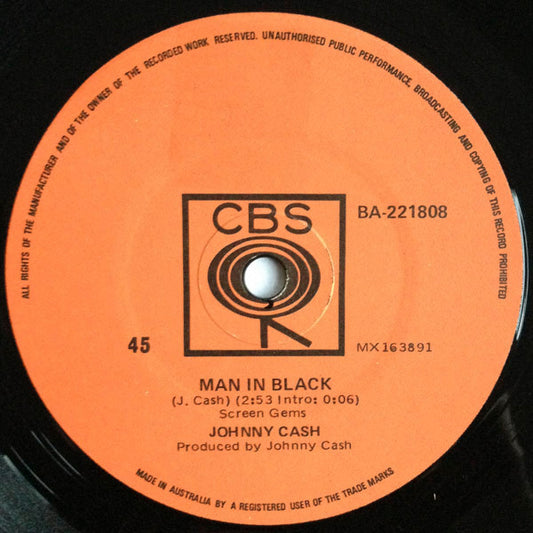 ALL RIGHTS OF THE MANUFACTURER AND OF THE OWNER OF THE RECORDED WORK RESERVED. UNAUTHORISED PUBLIC PERFORMANCE, BROADCASTING AND COPYING OF THIS RECORD PROHIBITED
CBS
BA-221808
45
MX163891
MAN IN BLACK
(J. Cash) (2:53 Intro: 0:06)
Screen Gems
JOHNNY CASH
Produced by Johnny Cash
MADE IN AUSTRALIA BY A REGISTERED USER OF THE TRADE MARKS